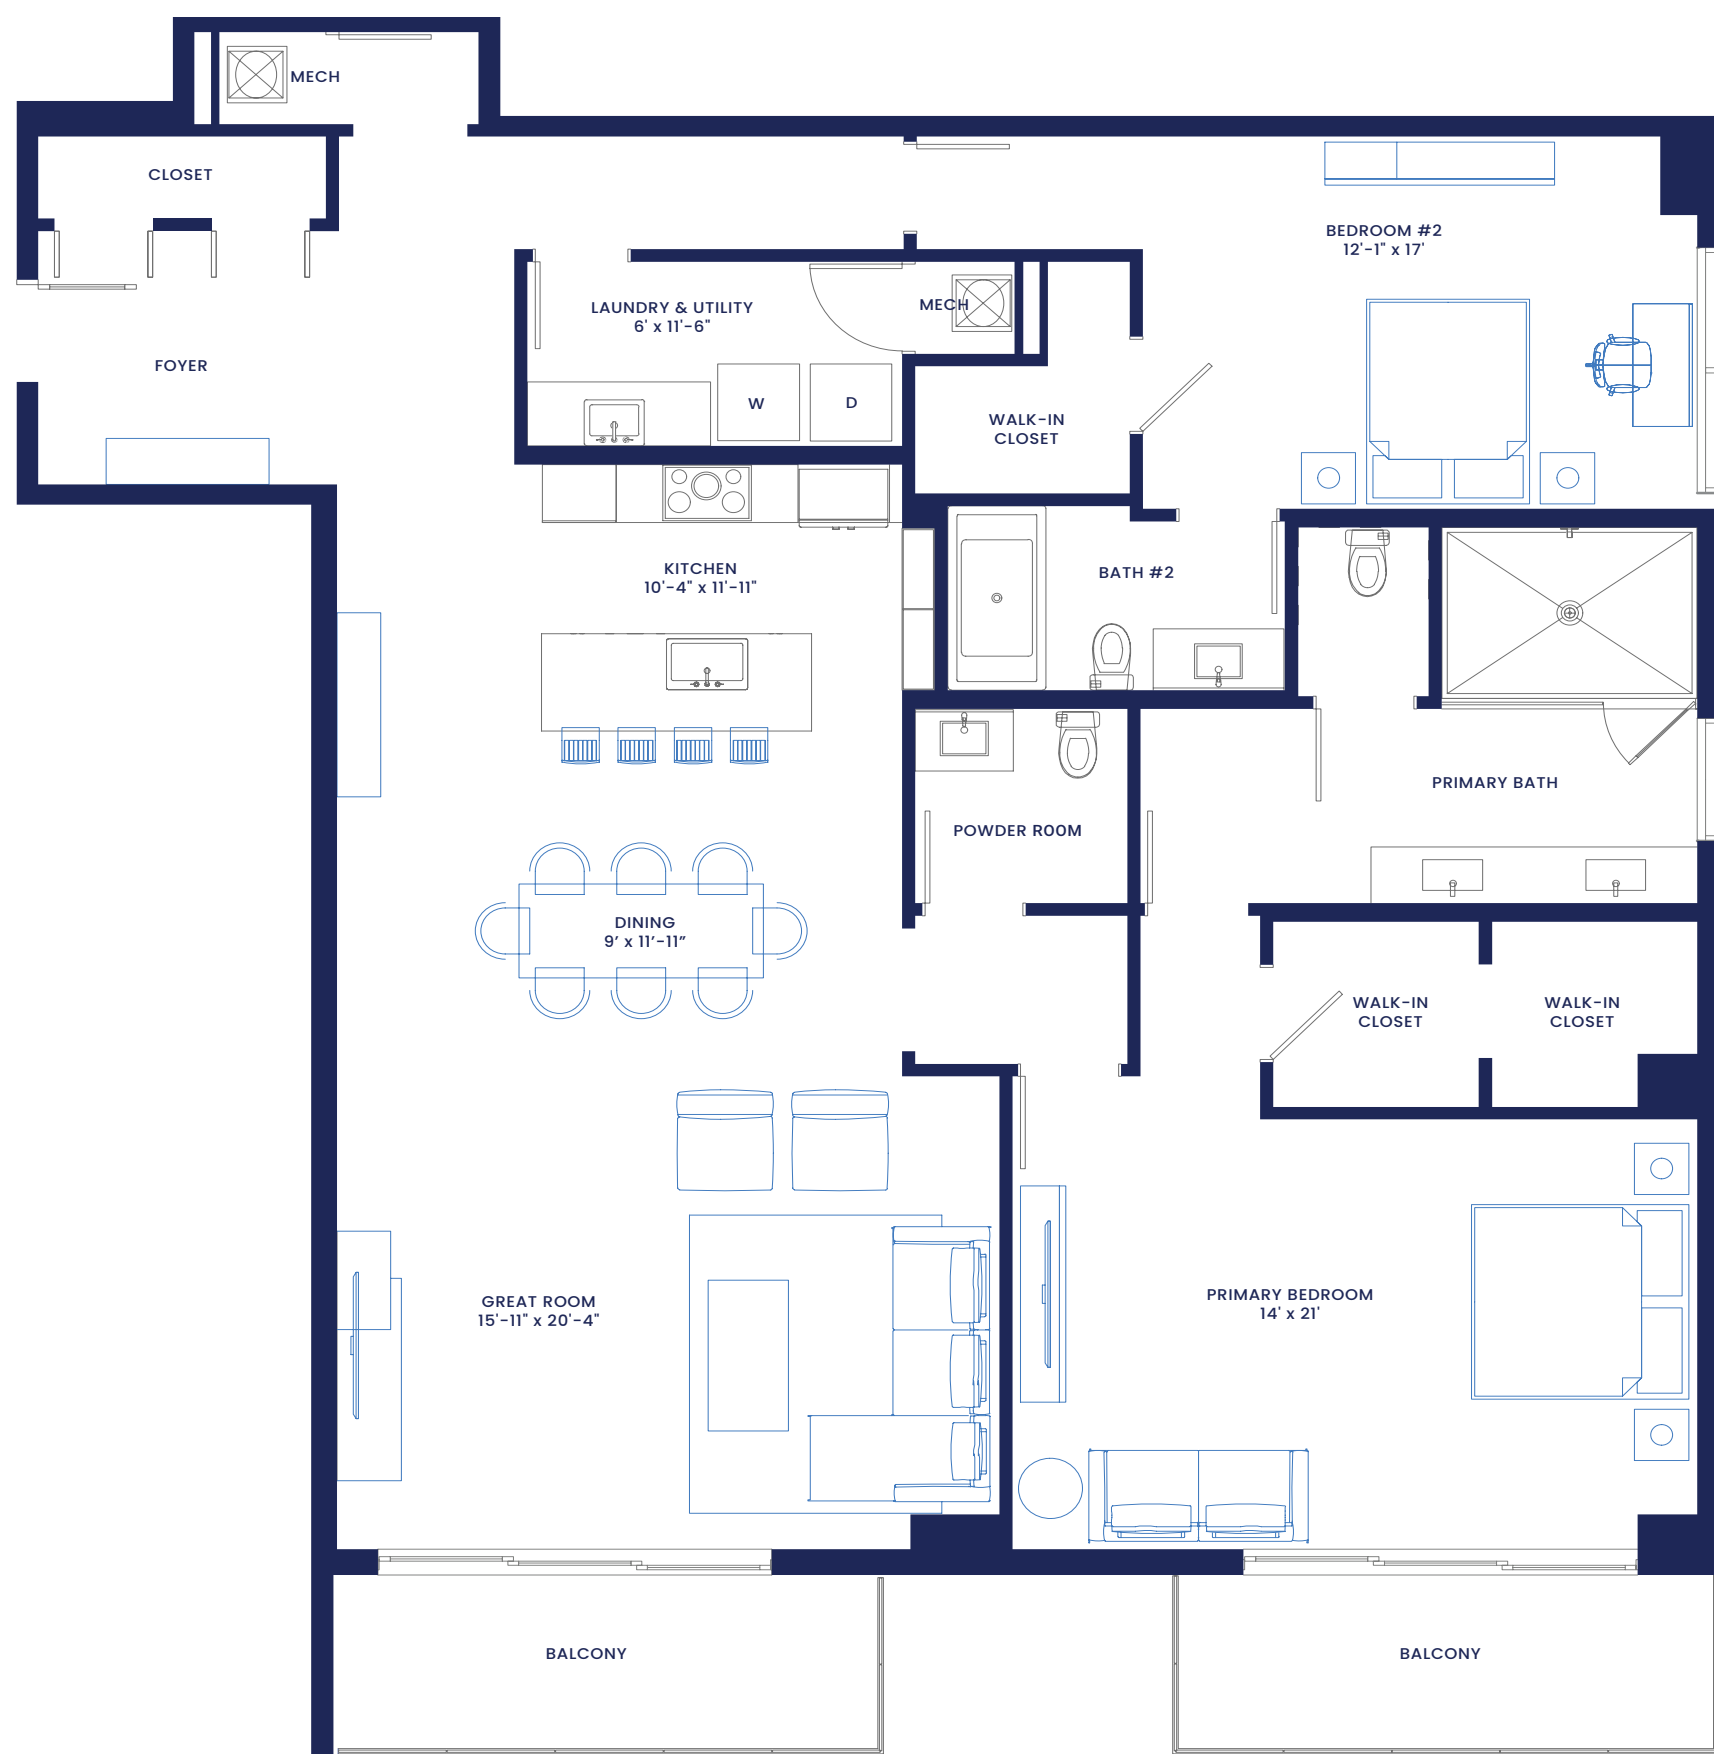 MECH
CLOSET
BEDROOM #2
12'-1" x 17'
LAUNDRY & UTILITY
6' x 11'-6"
MECH
FOYER
W
D
WALK-IN
CLOSET
KITCHEN
10'-4" x 11'-11"
BATH #2
PRIMARY BATH
POWDER ROOM
DINING
9’ x 11’-11”
WALK-IN
CLOSET
WALK-IN
CLOSET
GREAT ROOM
15'-11" x 20'-4"
PRIMARY BEDROOM
14' x 21'
BALCONY
BALCONY